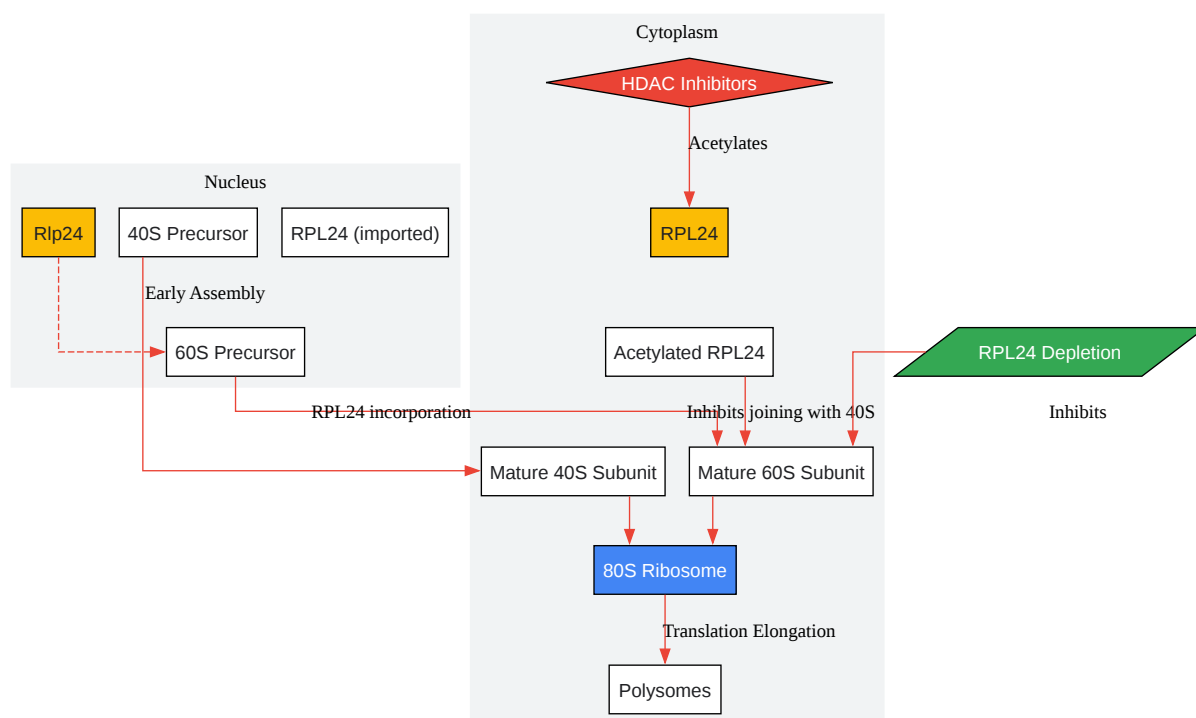 Cytoplasm
HDAC Inhibitors
Acetylates
Nucleus
Rlp24
40S Precursor
RPL24 (imported)
RPL24
Early Assembly
60S Precursor
Acetylated RPL24
RPL24 Depletion
RPL24 incorporation
Inhibits joining with 40S
Inhibits
Mature 40S Subunit
Mature 60S Subunit
80S Ribosome
Translation Elongation
Polysomes